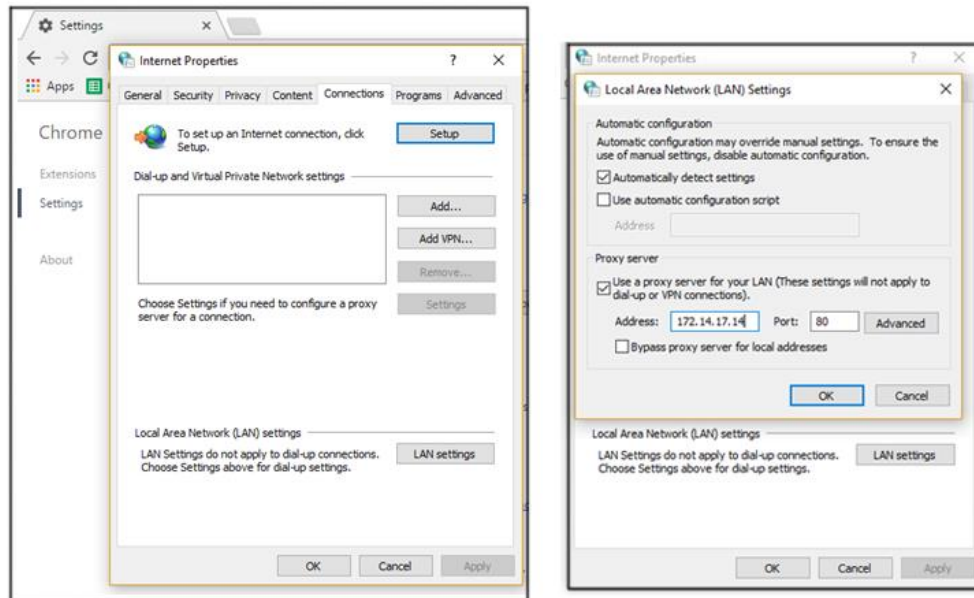 Settings
Apps
Chrome
Extensions
Settings
About
Internet Properties
General Security Privacy Content Connections Programs Advanced
To set up an Internet connection, click
Setup.
Setup
Dial-up and Virtual Private Network settings
Add...
Add VPN...
Remove...
Choose Settings if you need to configure a proxy
server for a connection.
Settings
Local Area Network (LAN) settings
LAN Settings do not apply to dial-up connections.
Choose Settings above for dial-up settings.
LAN settings
OK Cancel Apply
Internet Properties
Local Area Network (LAN) Settings
Automatic configuration
Automatic configuration may override manual settings. To ensure the
use of manual settings, disable automatic configuration.
Automatically detect settings
Use automatic configuration script
Address
Proxy server
Use a proxy server for your LAN (These settings will not apply to
dial-up or VPN connections).
Address: 172.14.17.14 Port: 80 Advanced
Bypass proxy server for local addresses
OK Cancel
Local Area Network (LAN) settings
LAN Settings do not apply to dial-up connections.
Choose Settings above for dial-up settings.
LAN settings
OK Cancel Apply